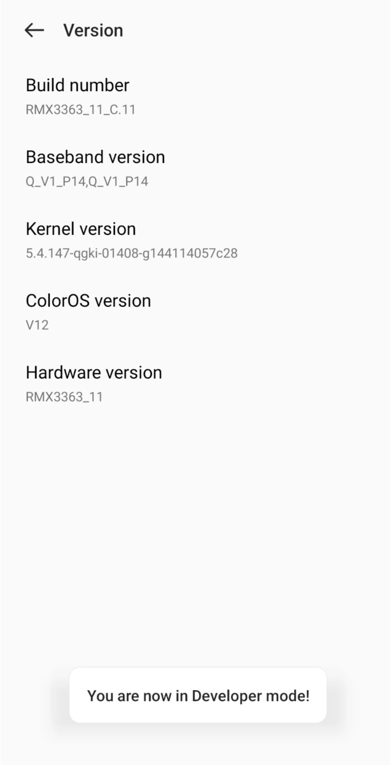 Version
Build number
RMX3363_11_C.11
Baseband version
Q_V1_P14,Q_V1_P14
Kernel version
5.4.147-qgki-01408-g144114057c28
ColorOS version
V12
Hardware version
RMX3363_11
You are now in Developer mode!